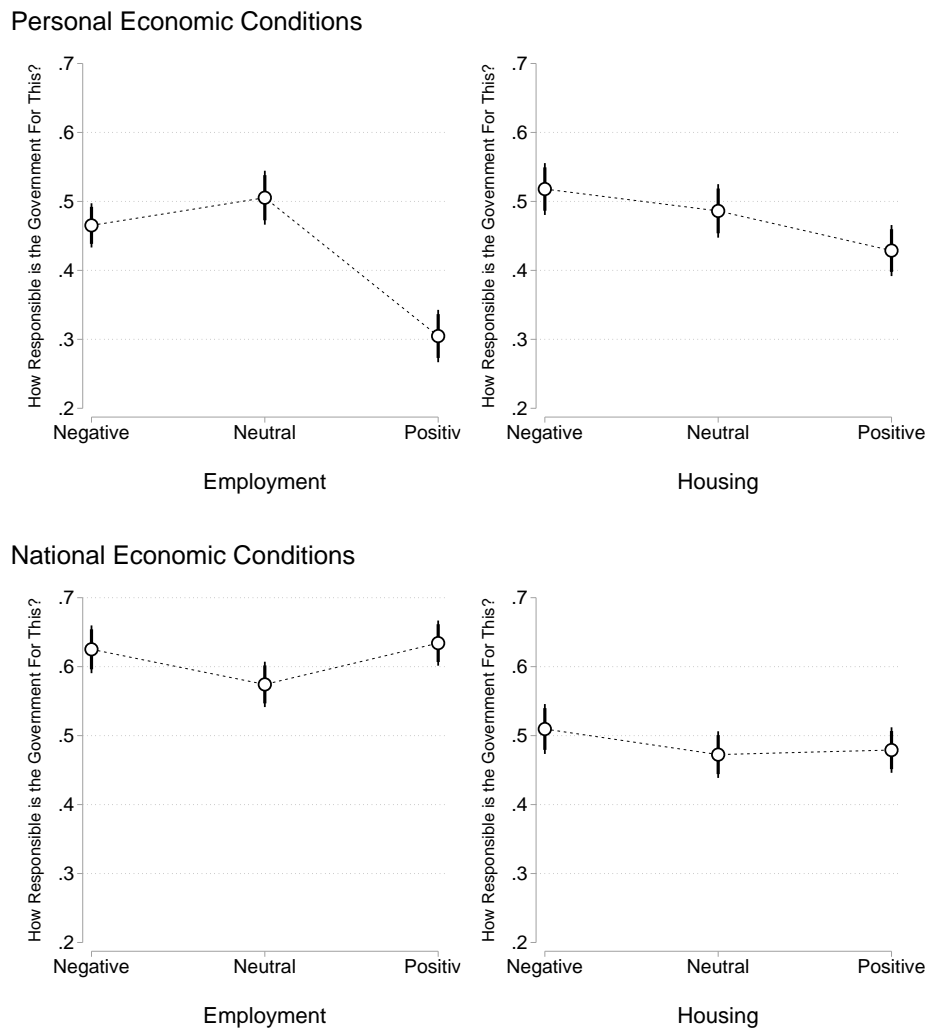 Personal Economic Conditions
How Responsible is the Government For This?
.7
.6
.5
.4
.3
.2
Negative Neutral Positiv
Employment
How Responsible is the Government For This?
.7
.6
.5
.4
.3
.2
Negative Neutral Positive
Housing
National Economic Conditions
How Responsible is the Government For This?
.7
.6
.5
.4
.3
.2
Negative Neutral Positiv
Employment
How Responsible is the Government For This?
.7
.6
.5
.4
.3
.2
Negative Neutral Positive
Housing